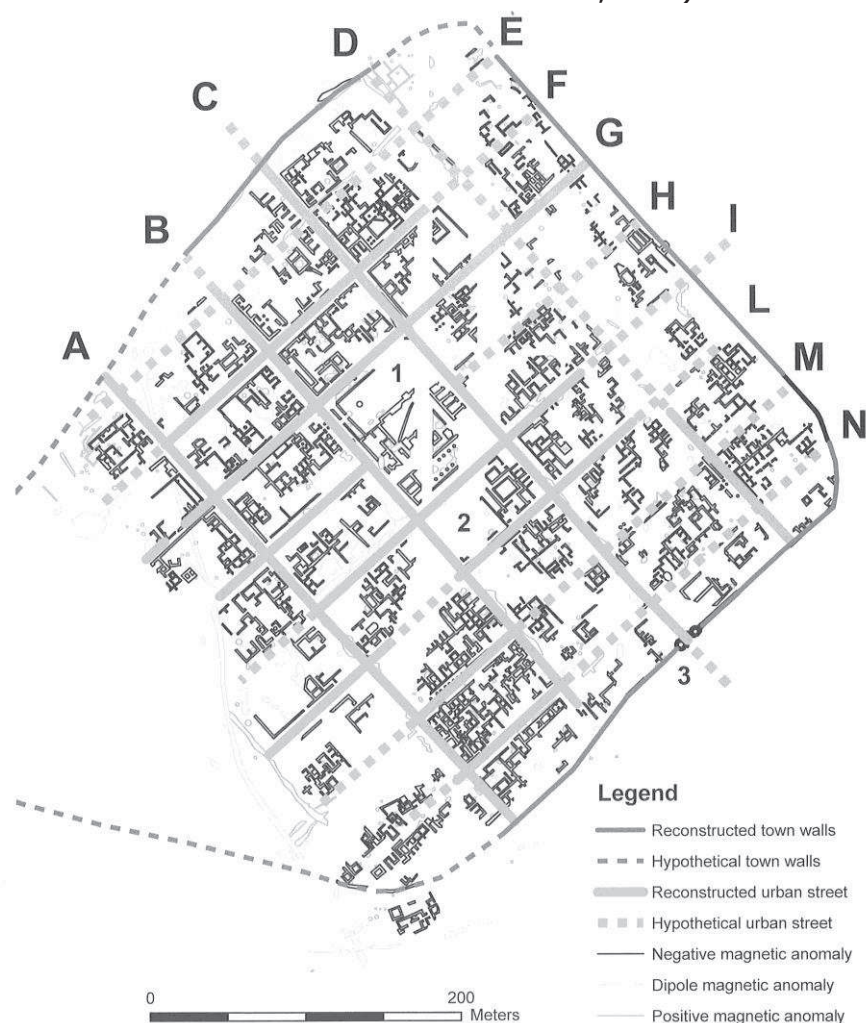 D
E
C
F
G
B
H
I
A
L
M
N
1
2
3
Legend
Reconstructed town walls
Hypothetical town walls
Reconstructed urban street
Hypothetical urban street
Negative magnetic anomaly
Dipole magnetic anomaly
Positive magnetic anomaly
0 200
Meters